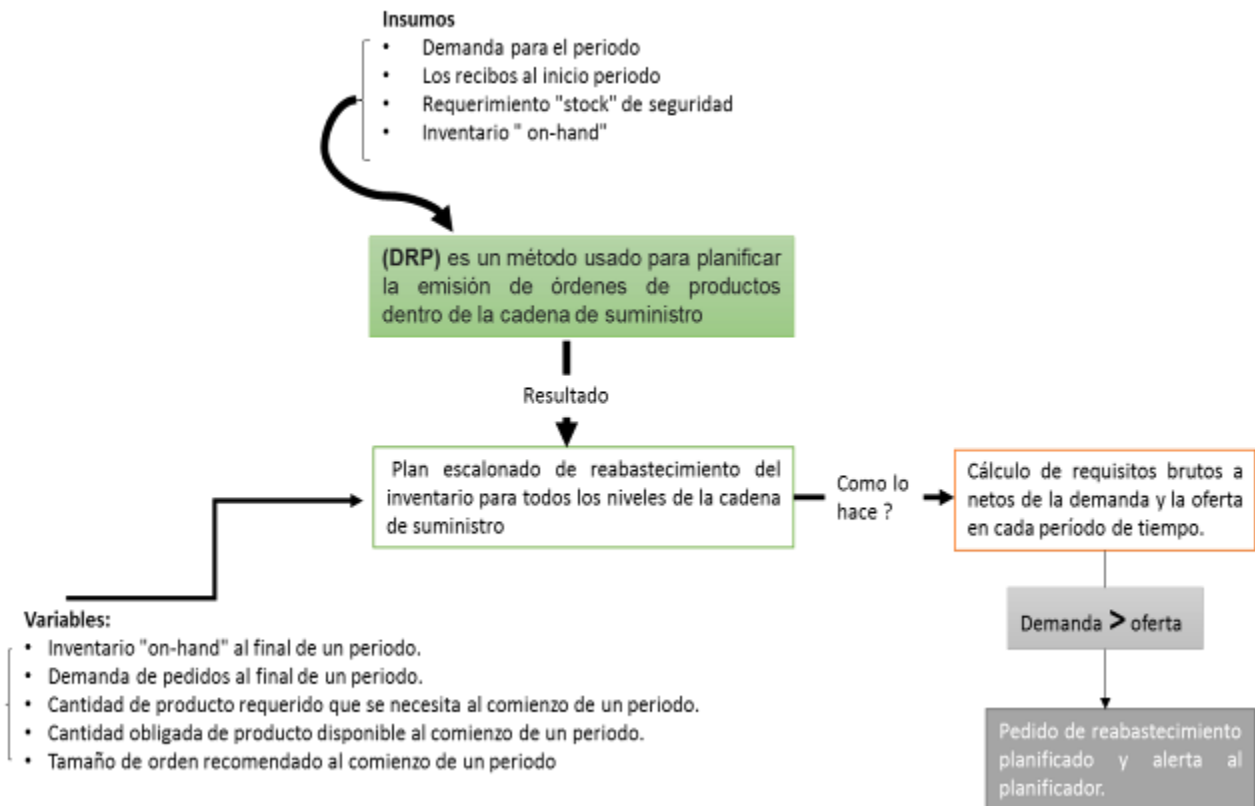 Insumos
• Demanda para el periodo
• Los recibos al inicio periodo
• Requerimiento "stock" de seguridad
• Inventario " on-hand"
(DRP) es un método usado para planificar
la emisión de órdenes de productos
dentro de la cadena de suministro
Resultado
Plan escalonado de reabastecimiento del
inventario para todos los niveles de la cadena
de suministro
Como lo
hace ?
Cálculo de requisitos brutos a
netos de la demanda y la oferta
en cada período de tiempo.
Demanda > oferta
Pedido de reabastecimiento
planificado y alerta al
planificador.
Variables:
• Inventario "on-hand" al final de un periodo.
• Demanda de pedidos al final de un periodo.
• Cantidad de producto requerido que se necesita al comienzo de un periodo.
• Cantidad obligada de producto disponible al comienzo de un periodo.
• Tamaño de orden recomendado al comienzo de un periodo